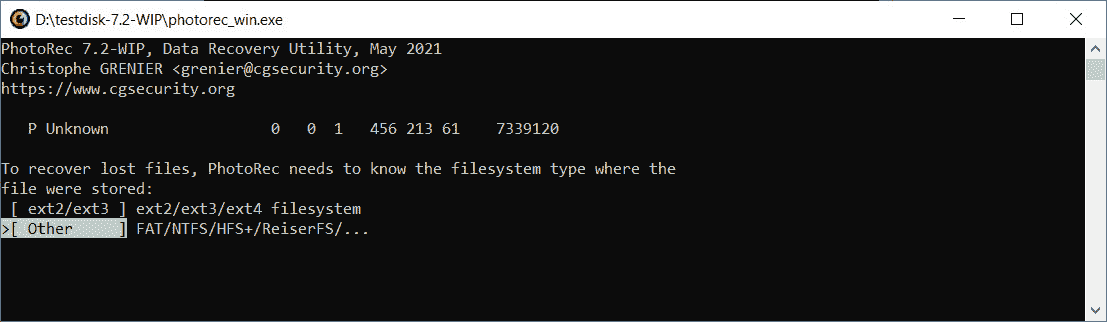 D:\testdisk-7.2-WIP\photorec_win.exe
PhotoRec 7.2-WIP, Data Recovery Utility, May 2021
Christophe GRENIER <grenier@cgsecurity.org>
https://www.cgsecurity.org
P Unknown 0 0 1 456 213 61 7339120
To recover lost files, PhotoRec needs to know the filesystem type where the
file were stored:
[ ext2/ext3 ] ext2/ext3/ext4 filesystem
>[ Other ] FAT/NTFS/HFS+/ReiserFS/...